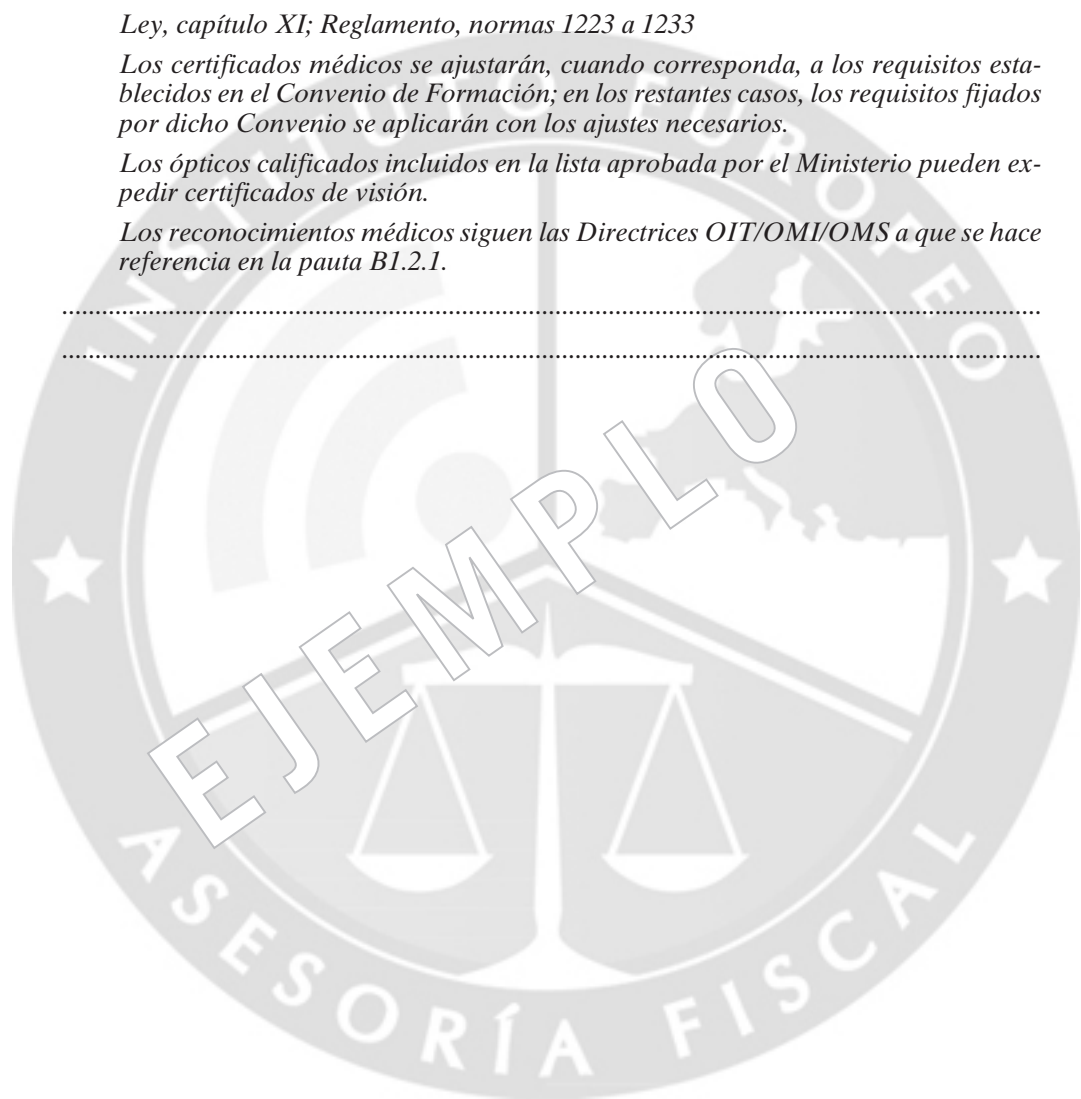 Ley, capítulo XI; Reglamento, normas 1223 a 1233
Los certificados médicos se ajustarán, cuando corresponda, a los requisitos esta-
blecidos en el Convenio de Formación; en los restantes casos, los requisitos fijados
por dicho Convenio se aplicarán con los ajustes necesarios.
Los ópticos calificados incluidos en la lista aprobada por el Ministerio pueden ex-
pedir certificados de visión.
Los reconocimientos médicos siguen las Directrices OIT/OMI/OMS a que se hace
referencia en la pauta B1.2.1.
....................................................................................................................................................
....................................................................................................................................................
EJEMPLO
INSTITUTO EUROPEO
ASESORÍA FISCAL